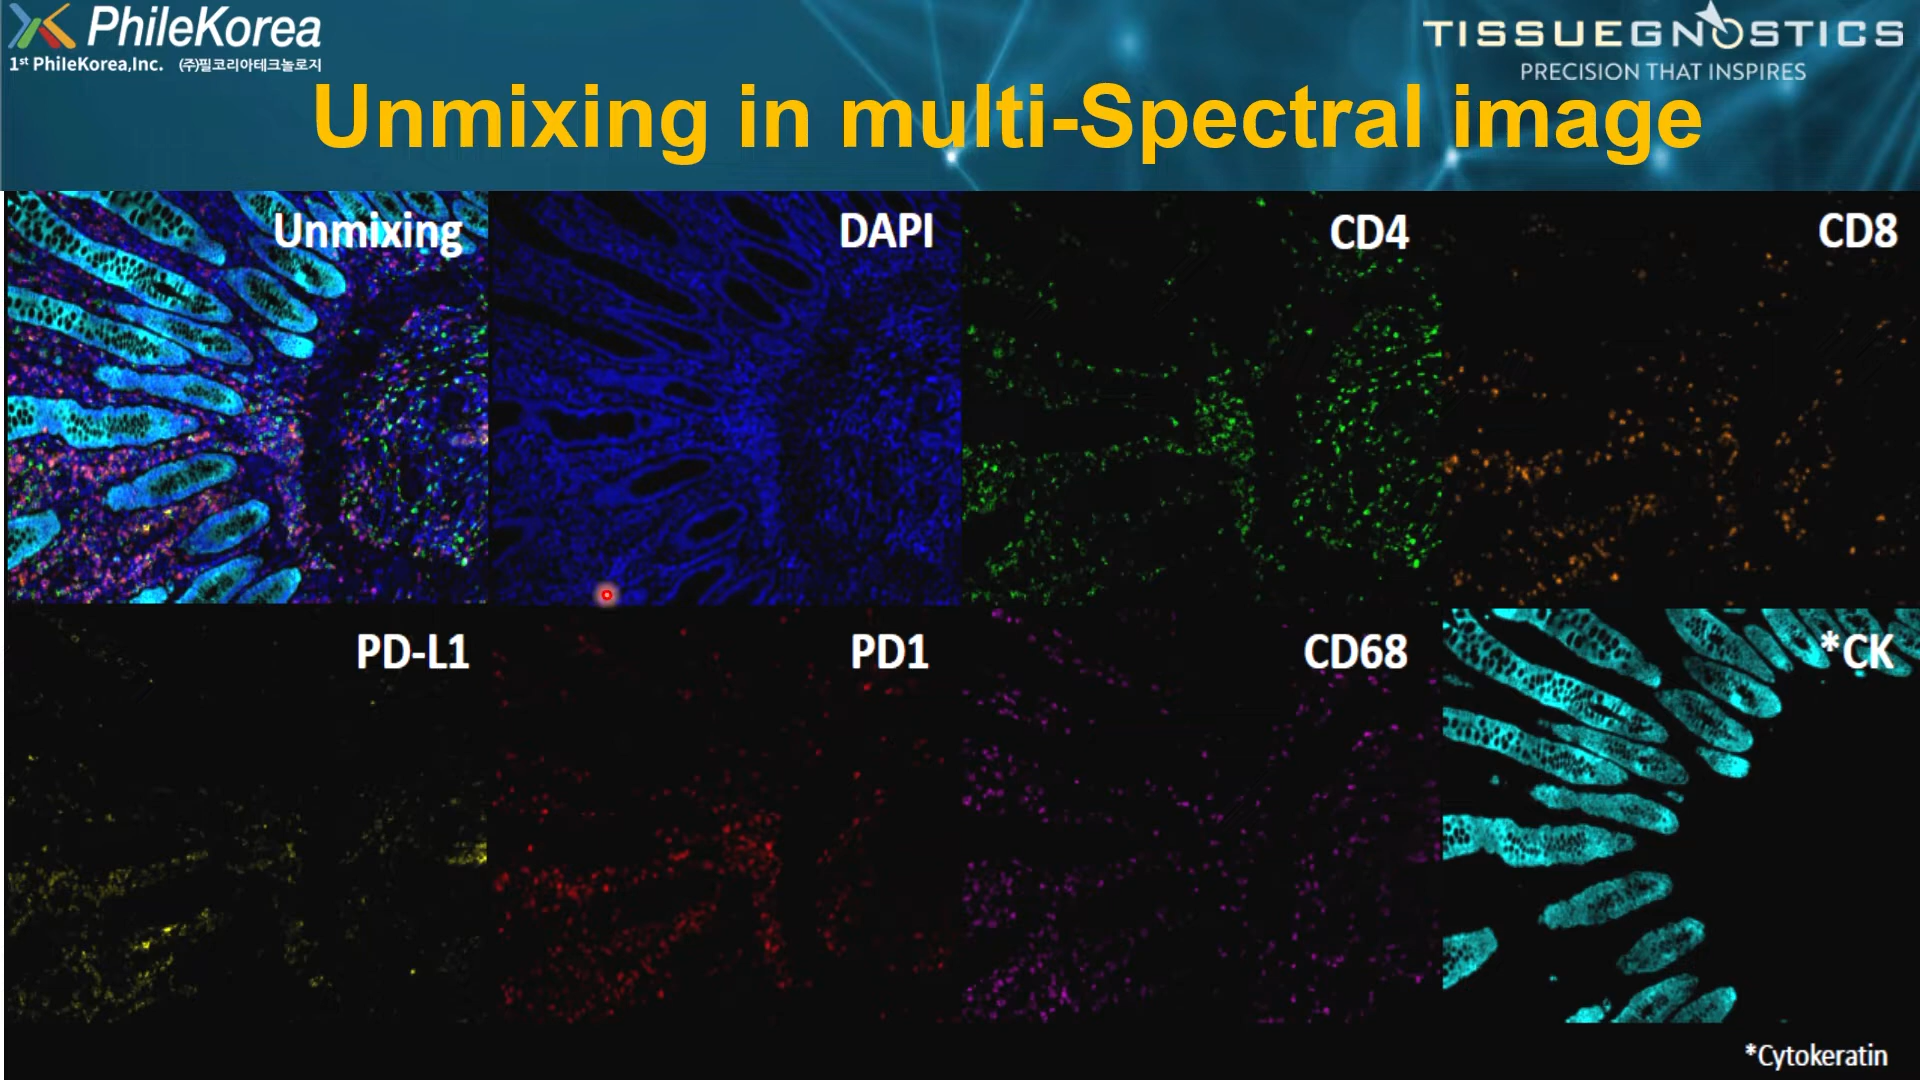 PhileKorea
1st PhileKorea,Inc. (주)필코리아테크놀로지
TISSUEGNOSTICS
PRECISION THAT INSPIRES
Unmixing in multi-Spectral image
Unmixing
DAPI
CD4
CD8
PD-L1
PD1
CD68
*CK
*Cytokeratin